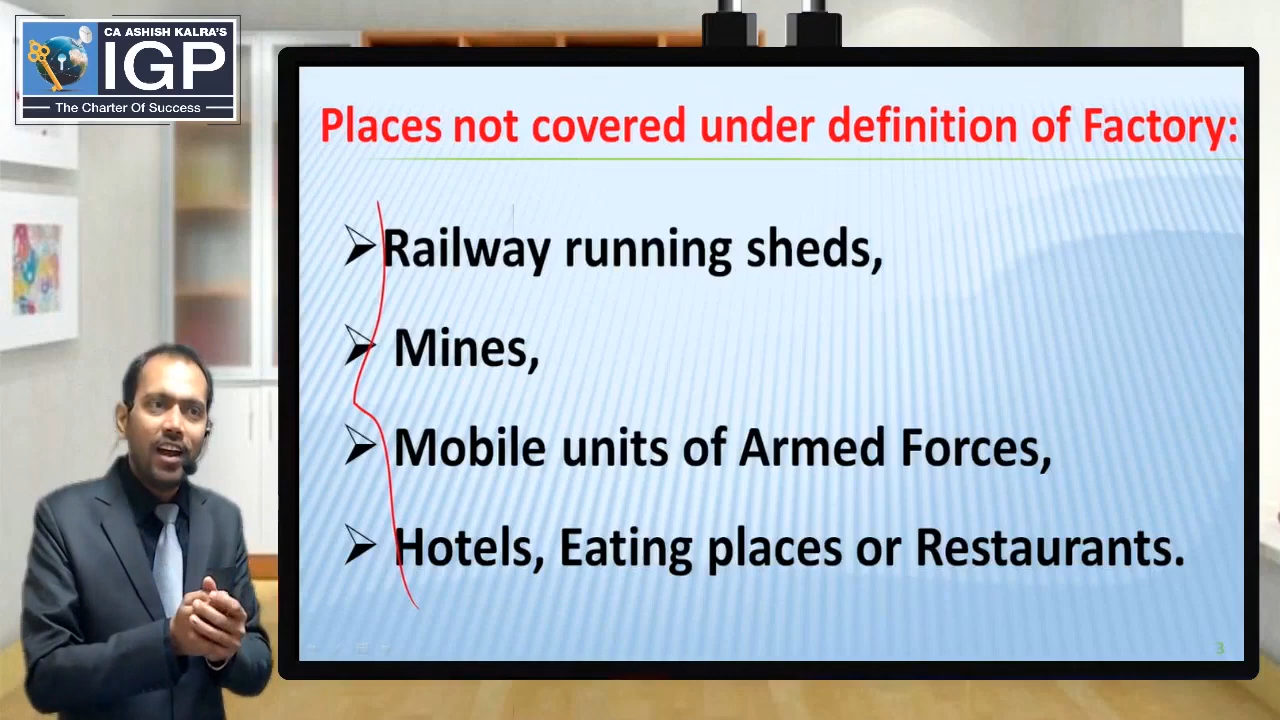 CA ASHISH KALRA'S
IGP
The Charter Of Success
Places not covered under definition of Factory:
Railway running sheds,
Mines,
Mobile units of Armed Forces,
Hotels, Eating places or Restaurants.
3